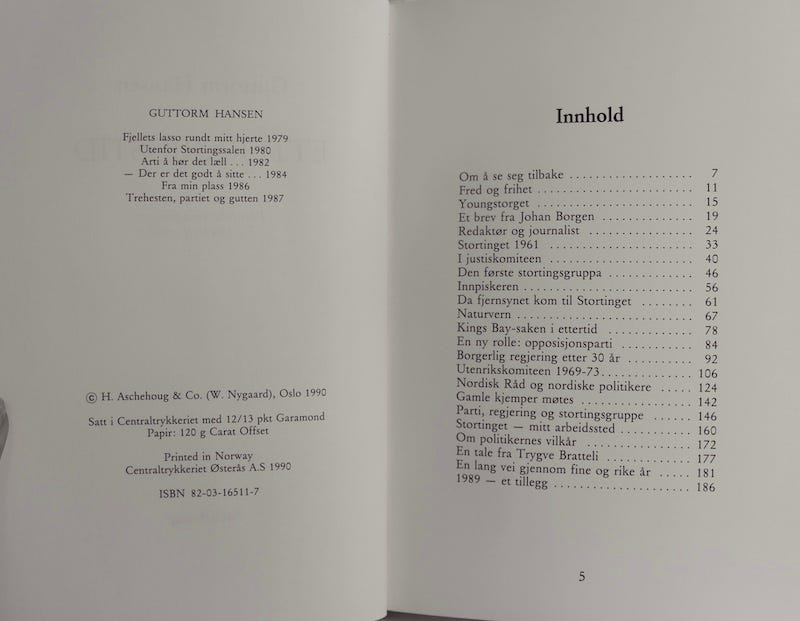 GUTTORM HANSEN
Fjellets lasso rundt mitt hjerte 1979
Utenfor Stortingssalen 1980
Arti å hør det læll . . . 1982
— Der er det godt å sitte . . . 1984
Fra min plass 1986
Trehesten, partiet og gutten 1987
© H. Aschehoug & Co. (W. Nygaard), Oslo 1990
Satt i Centraltrykkeriet med 12/13 pkt Garamond
Papir: 120 g Carat Offset
Printed in Norway
Centraltrykkeriet Østerås A.S 1990
ISBN 82-03-16511-7
Innhold
Om å se seg tilbake . . . . . . . . . . . . . . . . . . . 7
Fred og frihet . . . . . . . . . . . . . . . . . . . . . . . . 11
Youngstorget . . . . . . . . . . . . . . . . . . . . . . . . 15
Et brev fra Johan Borgen . . . . . . . . . . . . . . 19
Redaktør og journalist . . . . . . . . . . . . . . . . 24
Stortinget 1961 . . . . . . . . . . . . . . . . . . . . . . 33
I justiskomiteen . . . . . . . . . . . . . . . . . . . . . . 40
Den første stortingsgruppa . . . . . . . . . . . . . 46
Innpiskeren . . . . . . . . . . . . . . . . . . . . . . . . . . 56
Da fjernsynet kom til Stortinget . . . . . . . . 61
Naturvern . . . . . . . . . . . . . . . . . . . . . . . . . . . 67
Kings Bay-saken i ettertid . . . . . . . . . . . . . 78
En ny rolle: opposisjonsparti . . . . . . . . . . . 84
Borgerlig regjering etter 30 år . . . . . . . . . . 92
Utenrikskomiteen 1969-73 . . . . . . . . . . . . . . 106
Nordisk Råd og nordiske politikere . . . . . 124
Gamle kjemper møtes . . . . . . . . . . . . . . . . . 142
Parti, regjering og stortingsgruppe . . . . . . 146
Stortinget — mitt arbeidssted . . . . . . . . . . . 160
Om politikernes vilkår . . . . . . . . . . . . . . . . 172
En tale fra Trygve Bratteli . . . . . . . . . . . . . 177
En lang vei gjennom fine og rike år . . . . . 181
1989 — et tillegg . . . . . . . . . . . . . . . . . . . . . 186
5